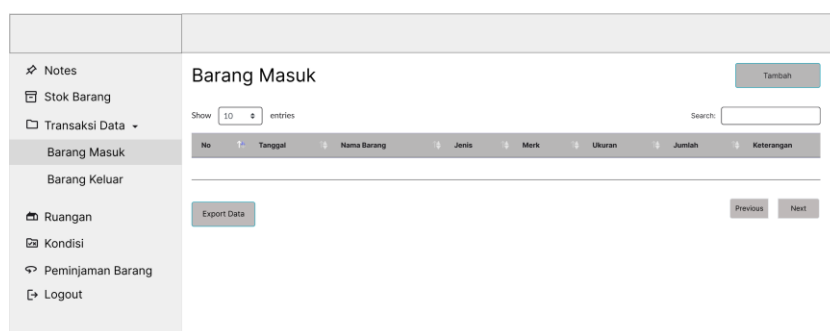 Notes
Stok Barang
Transaksi Data
Barang Masuk
Barang Keluar
Ruangan
Kondisi
Peminjaman Barang
Logout
Barang Masuk
Tambah
Show 10 entries
Search:
No Tanggal Nama Barang Jenis Merk Ukuran Jumlah Keterangan
Export Data
Previous Next